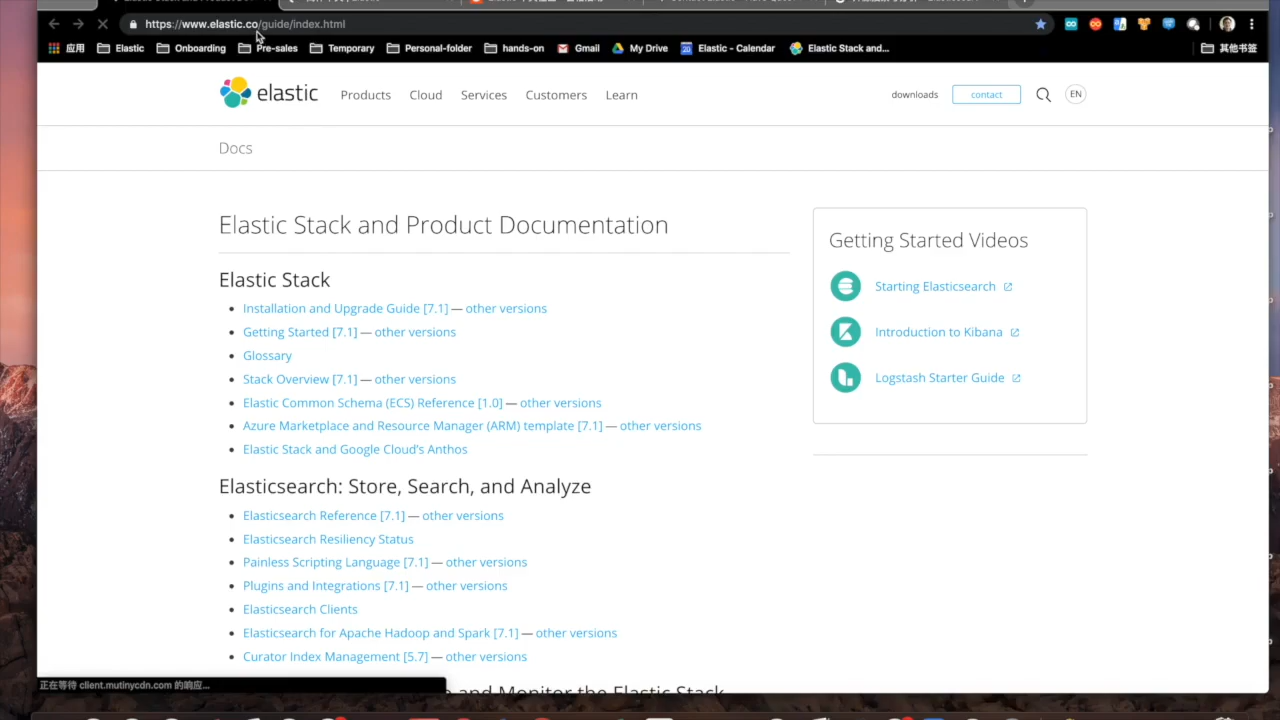 https://www.elastic.co/guide/index.html
应用 Elastic Onboarding Pre-sales Temporary Personal-folder hands-on Gmail My Drive Elastic - Calendar Elastic Stack and... 其他书签
elastic Products Cloud Services Customers Learn downloads contact EN
Docs
Elastic Stack and Product Documentation
Elastic Stack
Installation and Upgrade Guide [7.1] — other versions
Getting Started [7.1] — other versions
Glossary
Stack Overview [7.1] — other versions
Elastic Common Schema (ECS) Reference [1.0] — other versions
Azure Marketplace and Resource Manager (ARM) template [7.1] — other versions
Elastic Stack and Google Cloud's Anthos
Elasticsearch: Store, Search, and Analyze
Elasticsearch Reference [7.1] — other versions
Elasticsearch Resiliency Status
Painless Scripting Language [7.1] — other versions
Plugins and Integrations [7.1] — other versions
Elasticsearch Clients
Elasticsearch for Apache Hadoop and Spark [7.1] — other versions
Curator Index Management [5.7] — other versions
and Monitor the Elastic Stack
Getting Started Videos
Starting Elasticsearch
Introduction to Kibana
Logstash Starter Guide
正在等待 client.mutinycdn.com 的响应...